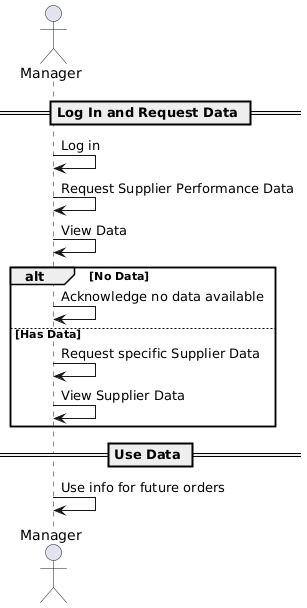 Manager
Log In and Request Data
Log in
Request Supplier Performance Data
View Data
alt [No Data]
Acknowledge no data available
[Has Data]
Request specific Supplier Data
View Supplier Data
Use Data
Use info for future orders
Manager